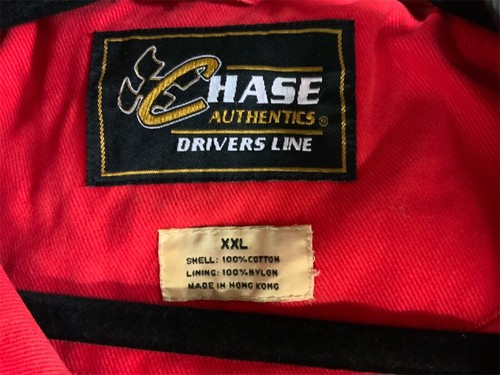 CHASE
AUTHENTICS®
DRIVERS LINE
XXL
SHELL: 100% COTTON
LINING: 100% NYLON
MADE IN HONG KONG